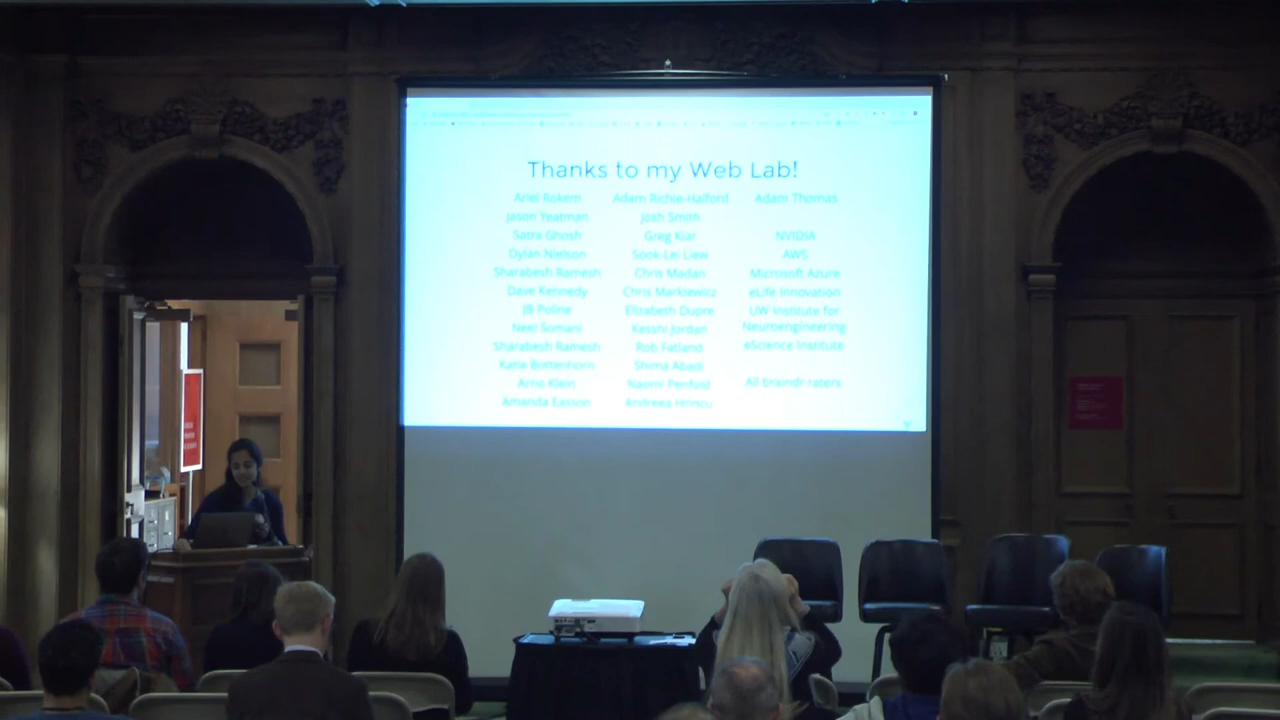 Thanks to my Web Lab!
Ariel Rokem
Jason Yeatman
Satra Ghosh
Dylan Nielson
Sharabesh Ramesh
Dave Kennedy
JB Poline
Neel Somani
Sharabesh Ramesh
Katie Bottenhorn
Arno Klein
Amanda Easson
Adam Richie-Halford
Josh Smith
Greg Kiar
Sook-Lei Liew
Chris Madan
Chris Markiewicz
Elizabeth Dupre
Kesshi Jordan
Rob Fatland
Shima Abadi
Naomi Penfold
Andreea Hrincu
Adam Thomas
NVIDIA
AWS
Microsoft Azure
eLife Innovation
UW Institute for
Neuroengineering
eScience Institute
All braindr raters